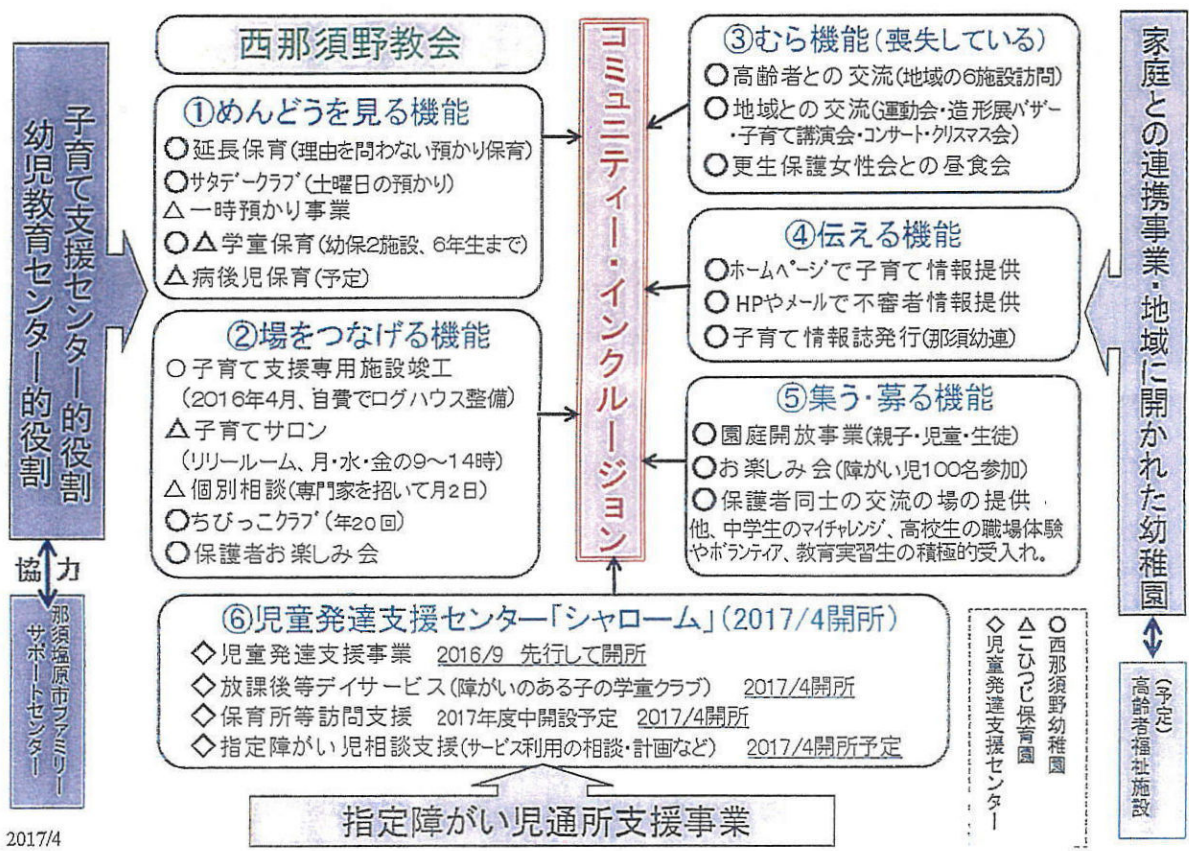 西那須野教会
子育て支援センター的役割
幼児教育センター的役割
協力
那須塩原市ファミリー
サポートセンター
①めんどうを見る機能
○延長保育(理由を問わない預かり保育)
○サタデークラブ(土曜日の預かり)
△一時預かり事業
○△学童保育(幼保2施設、6年生まで)
△病後児保育(予定)
②場をつなげる機能
○子育て支援専用施設竣工
(2016年4月、自費でログハウス整備)
△子育てサロン
(リリールーム、月・水・金の9~14時)
△個別相談(専門家を招いて月2日)
○ちびっこクラブ(年20回)
○保護者お楽しみ会
コミュニティー・インクルージョン
③むら機能(喪失している)
○高齢者との交流(地域の6施設訪問)
○地域との交流(運動会・造形展バザー
・子育て講演会・コンサート・クリスマス会)
○更生保護女性会との昼食会
④伝える機能
○ホームページで子育て情報提供
○HPやメールで不審者情報提供
○子育て情報誌発行(那須幼連)
⑤集う・募る機能
○園庭開放事業(親子・児童・生徒)
○お楽しみ会(障がい児100名参加)
○保護者同士の交流の場の提供
他、中学生のマイチャレンジ、高校生の職場体験
やボランティア、教育実習生の積極的受入れ。
家庭との連携事業・地域に開かれた幼稚園
(予定)
高齢者福祉施設
⑥児童発達支援センター「シャローム」(2017/4開所)
◇児童発達支援事業 2016/9 先行して開所
◇放課後等デイサービス(障がいのある子の学童クラブ) 2017/4開所
◇保育所等訪問支援 2017年度中開設予定 2017/4開所
◇指定障がい児相談支援(サービス利用の相談・計画など) 2017/4開所予定
○西那須野幼稚園
△こひつじ保育園
◇児童発達支援センター
指定障がい児通所支援事業
2017/4